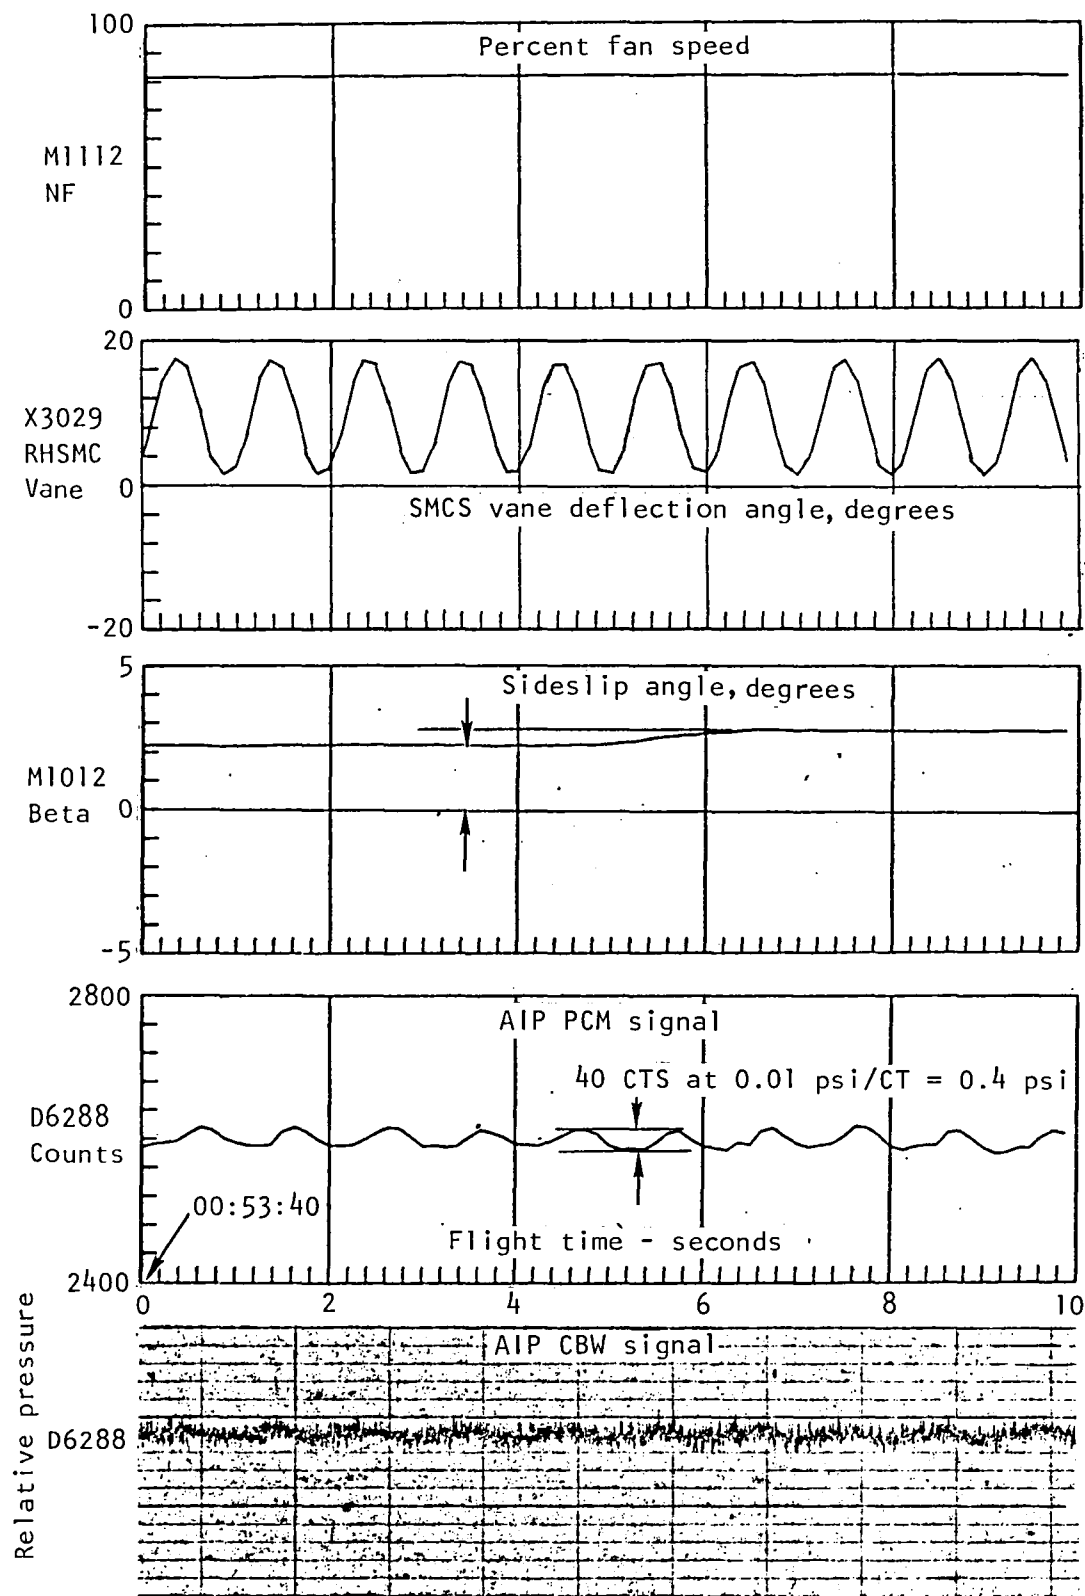 100
Percent fan speed
M1112
NF
0
20
X3029
RHSMC
Vane
0
SMCS vane deflection angle, degrees
-20
5
Sideslip angle, degrees
M1012
Beta
0
-5
2800
AIP PCM signal
40 CTS at 0.01 psi/CT = 0.4 psi
D6288
Counts
00:53:40
Flight time - seconds
2400
0 2 4 6 8 10
AIP CBW signal
Relative pressure
D6288